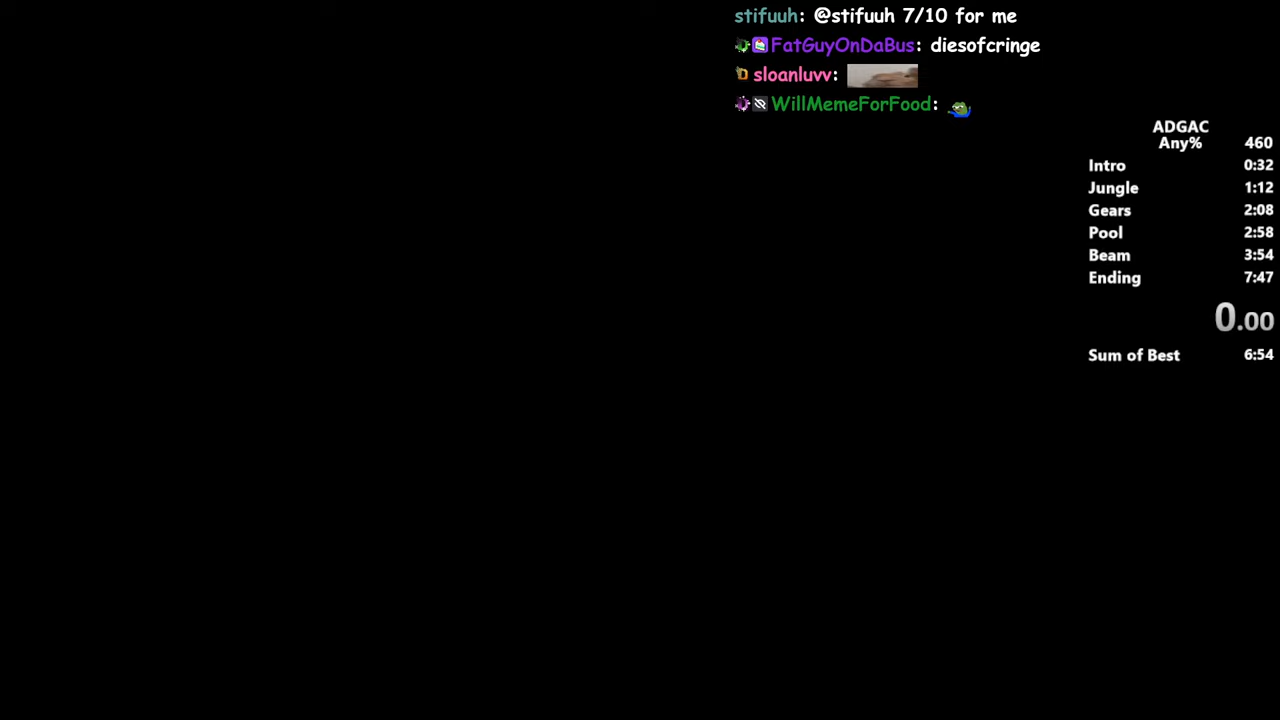 stifuuh: @stifuuh 7/10 for me
FatGuyOnDaBus: diesofcringe
sloanluvv:
WillMemeForFood:
ADGAC
Any% 460
Intro 0:32
Jungle 1:12
Gears 2:08
Pool 2:58
Beam 3:54
Ending 7:47
0.00
Sum of Best 6:54